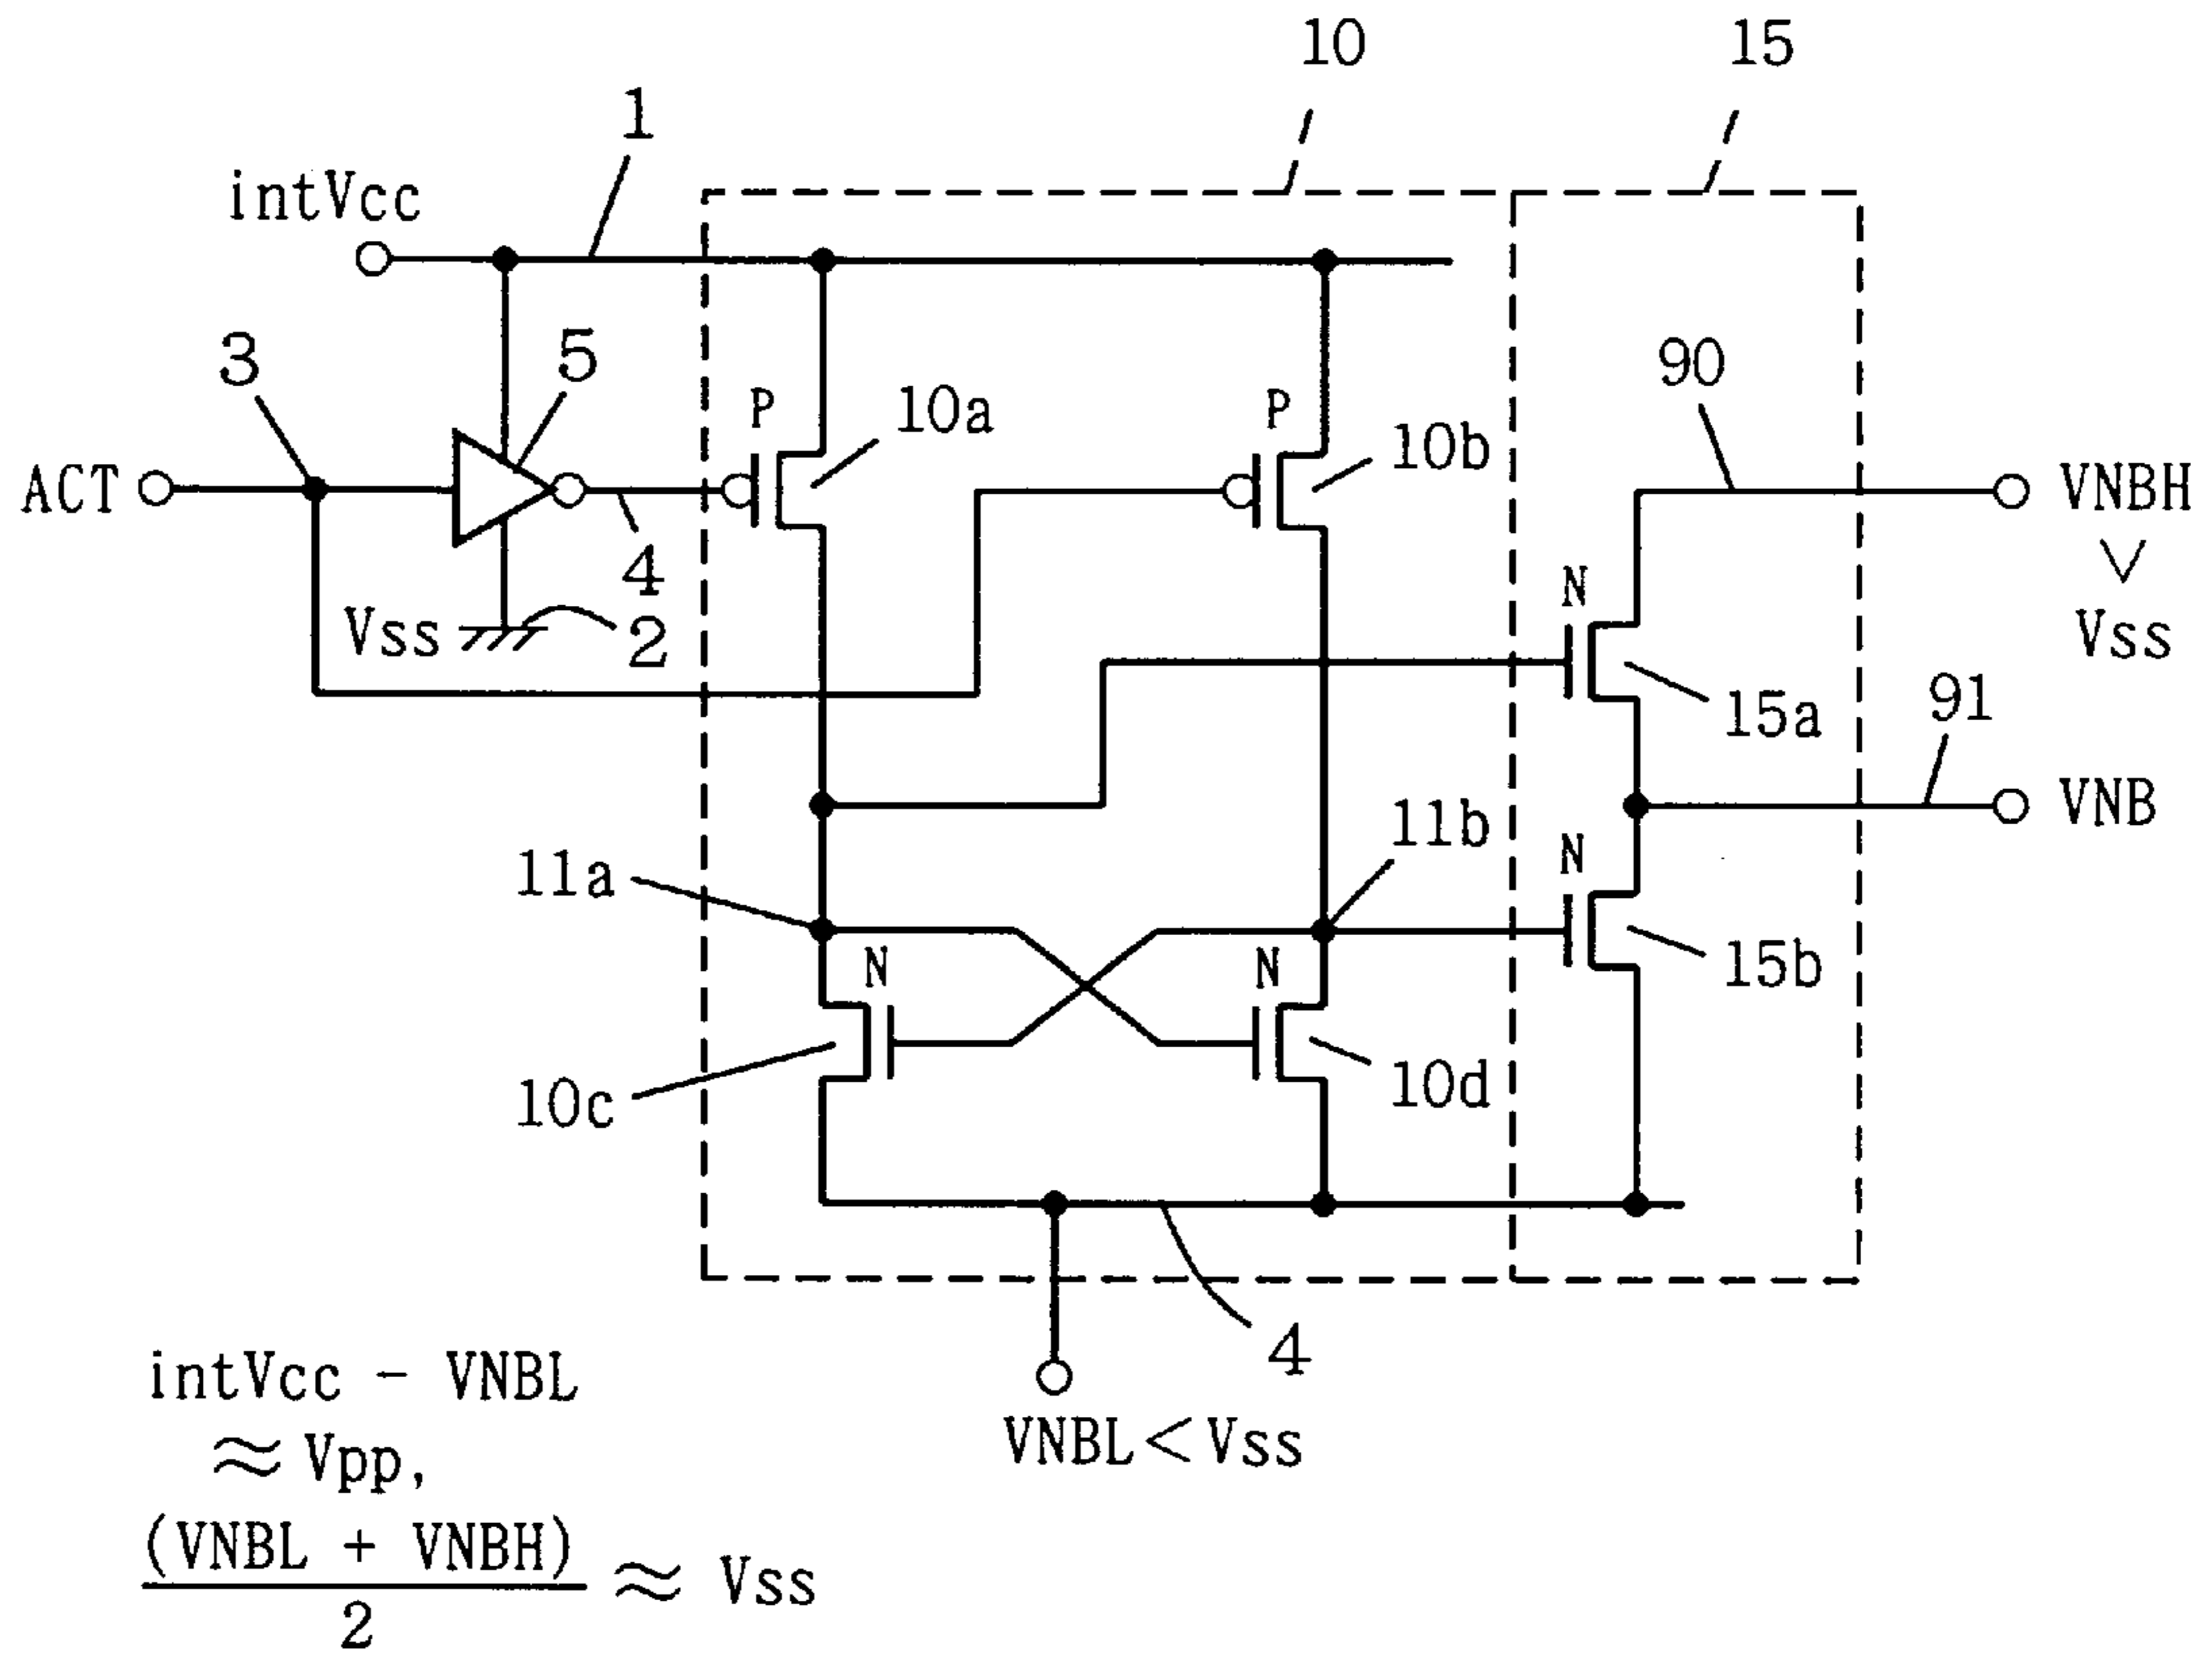 10
15
1
intVcc
3
5
P
10a
P
10b
90
ACT
VNBH
4
N
V
Vss
2
Vss
15a
91
11b
VNB
11a
N
N
N
15b
10c
10d
4
intVcc - VNBL
≈ Vpp,
VNBL < Vss
(VNBL + VNBH)
≈ Vss
2